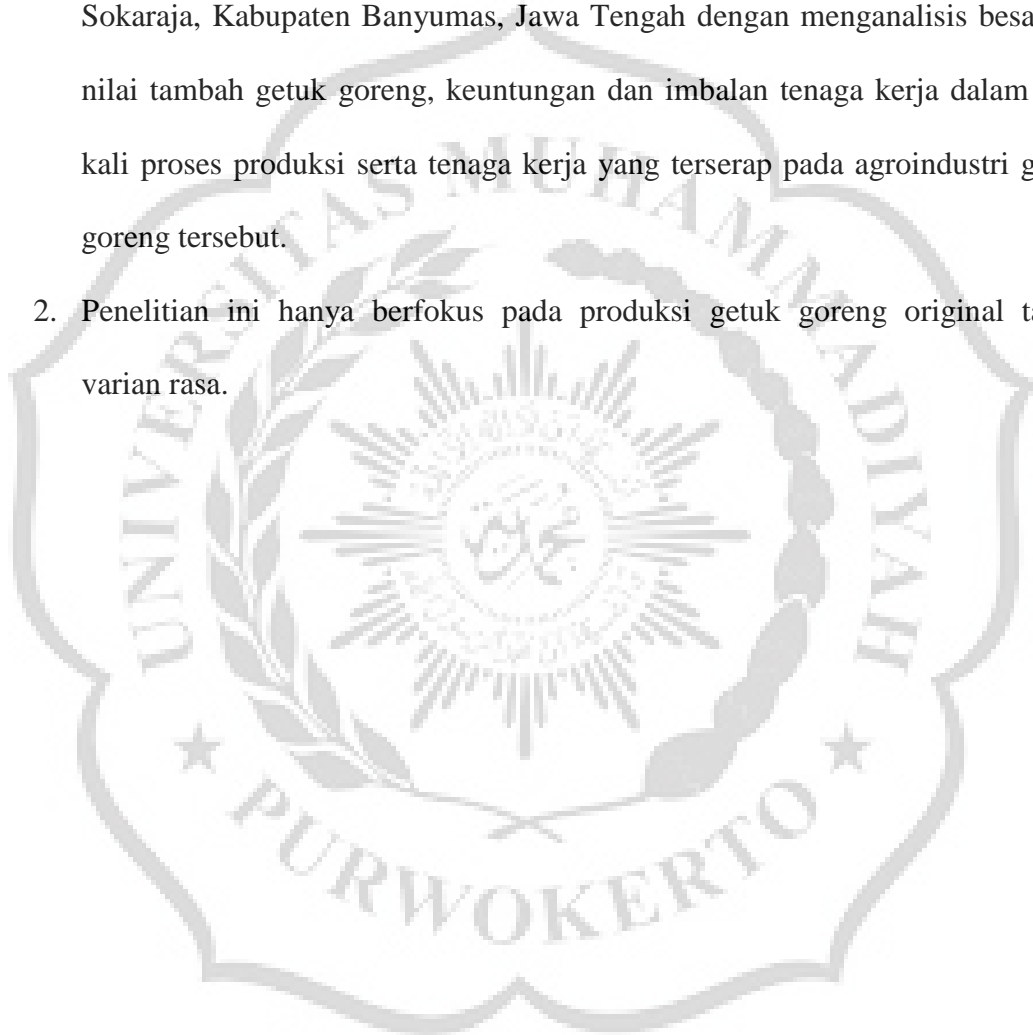 Sokaraja, Kabupaten Banyumas, Jawa Tengah dengan menganalisis besa
nilai tambah getuk goreng, keuntungan dan imbalan tenaga kerja dalam
kali proses produksi serta tenaga kerja yang terserap pada agroindustri g
goreng tersebut.
2. Penelitian ini hanya berfokus pada produksi getuk goreng original ta
varian rasa.
UNIVERSITAS MUHAMMADIYAH
PURWOKERTO